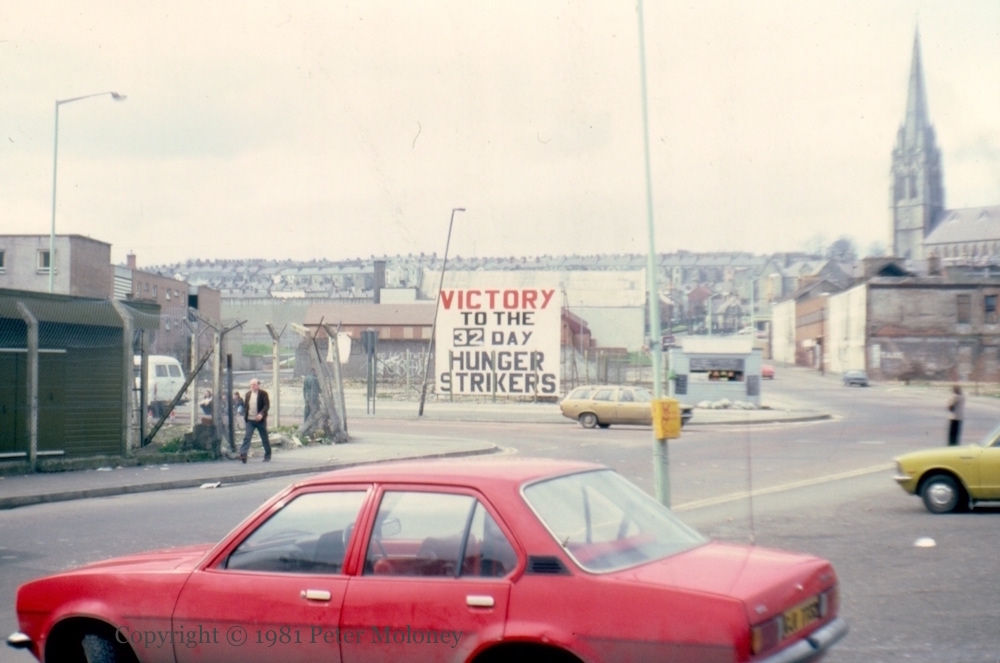 VICTORY
TO THE
32 DAY
HUNGER
STRIKERS
Copyright © 1981 Peter Moloney